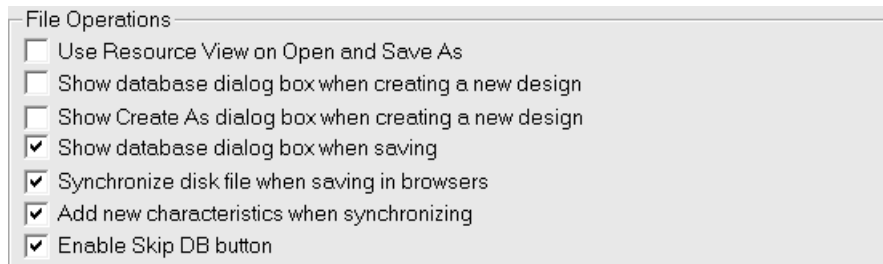 File Operations
Use Resource View on Open and Save As
Show database dialog box when creating a new design
Show Create As dialog box when creating a new design
Show database dialog box when saving
Synchronize disk file when saving in browsers
Add new characteristics when synchronizing
Enable Skip DB button